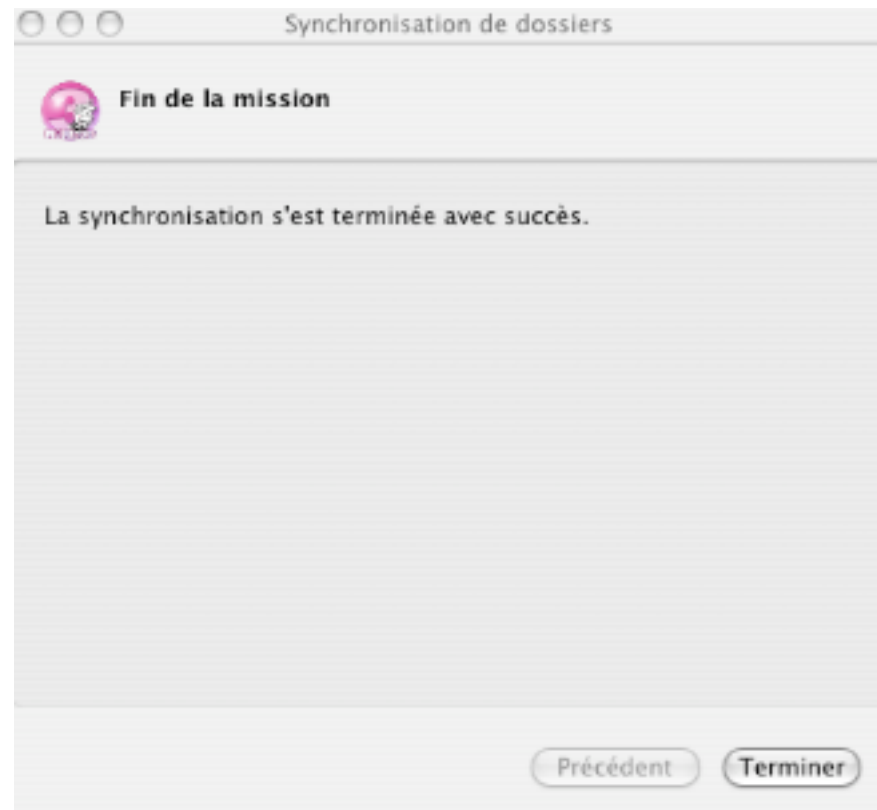 Synchronisation de dossiers
Fin de la mission
La synchronisation s'est terminée avec succès.
Précédent
Terminer